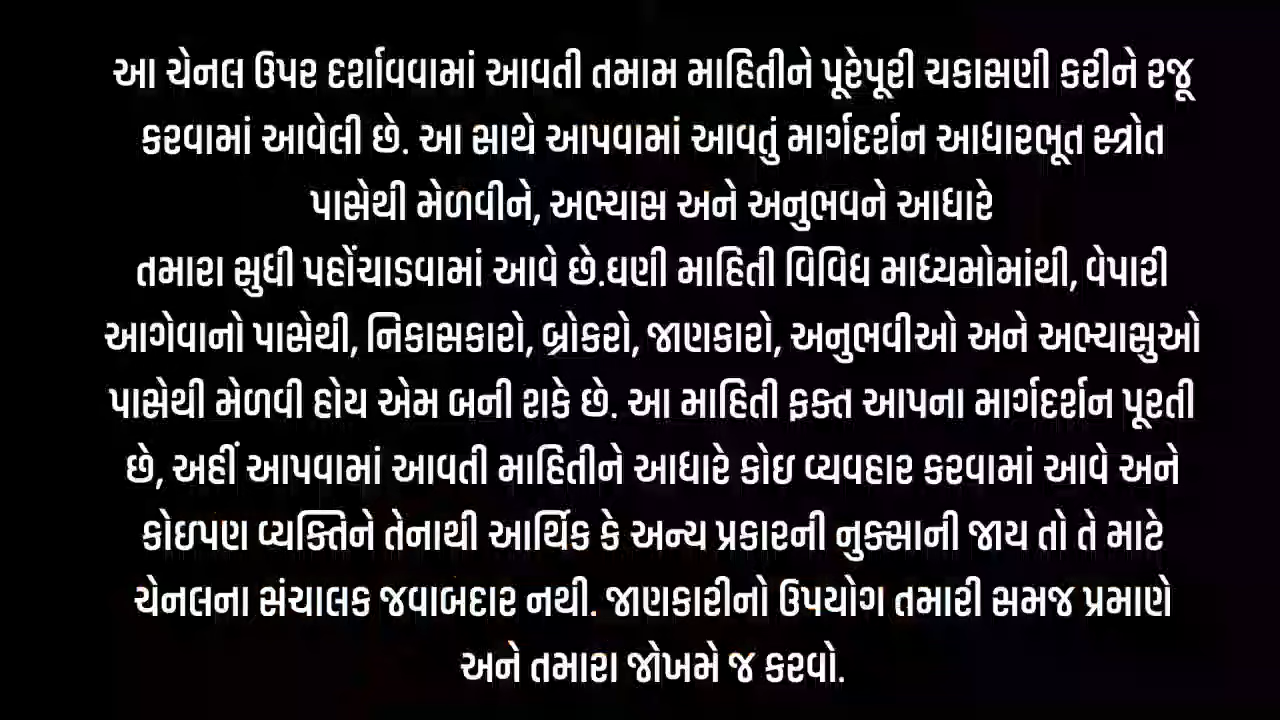 આ ચેનલ ઉપર દર્શાવવામાં આવતી તમામ માહિતીને પૂરેપૂરી ચકાસણી કરીને રજૂ
કરવામાં આવેલી છે. આ સાથે આપવામાં આવતું માર્ગદર્શન આધારભૂત સ્ત્રોત
પાસેથી મેળવીને, અભ્યાસ અને અનુભવને આધારે
તમારા સુધી પહોંચાડવામાં આવે છે.ઘણી માહિતી વિવિધ માધ્યમોમાંથી, વેપારી
આગેવાનો પાસેથી, નિકાસકારો, બ્રોકરો, જાણકારો, અનુભવીઓ અને અભ્યાસુઓ
પાસેથી મેળવી હોય એમ બની શકે છે. આ માહિતી ફક્ત આપના માર્ગદર્શન પૂરતી
છે, અહીં આપવામાં આવતી માહિતીને આધારે કોઇ વ્યવહાર કરવામાં આવે અને
કોઇપણ વ્યક્તિને તેનાથી આર્થિક કે અન્ય પ્રકારની નુક્સાની જાય તો તે માટે
ચેનલના સંચાલક જવાબદાર નથી. જાણકારીનો ઉપયોગ તમારી સમજ પ્રમાણે
અને તમારા જોખમે જ કરવો.